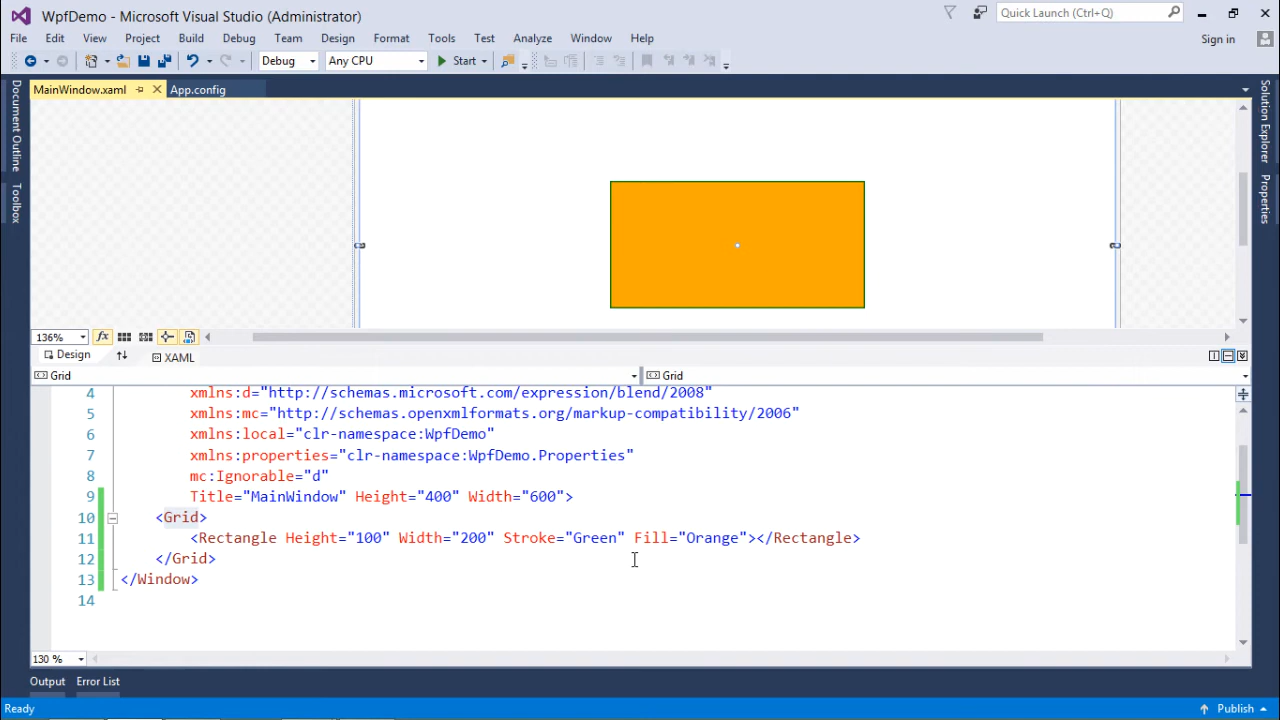 WpfDemo - Microsoft Visual Studio (Administrator)
Quick Launch (Ctrl+Q)
File Edit View Project Build Debug Team Design Format Tools Test Analyze Window Help
Sign in
Debug Any CPU Start
MainWindow.xaml App.config
Document Outline
Toolbox
Solution Explorer
Properties
136% fx
Design XAML
Grid Grid
4 xmlns:d="http://schemas.microsoft.com/expression/blend/2008"
5 xmlns:mc="http://schemas.openxmlformats.org/markup-compatibility/2006"
6 xmlns:local="clr-namespace:WpfDemo"
7 xmlns:properties="clr-namespace:WpfDemo.Properties"
8 mc:Ignorable="d"
9 Title="MainWindow" Height="400" Width="600">
10 <Grid>
11 <Rectangle Height="100" Width="200" Stroke="Green" Fill="Orange"></Rectangle>
12 </Grid>
13 </Window>
14
130 %
Output Error List
Ready Publish